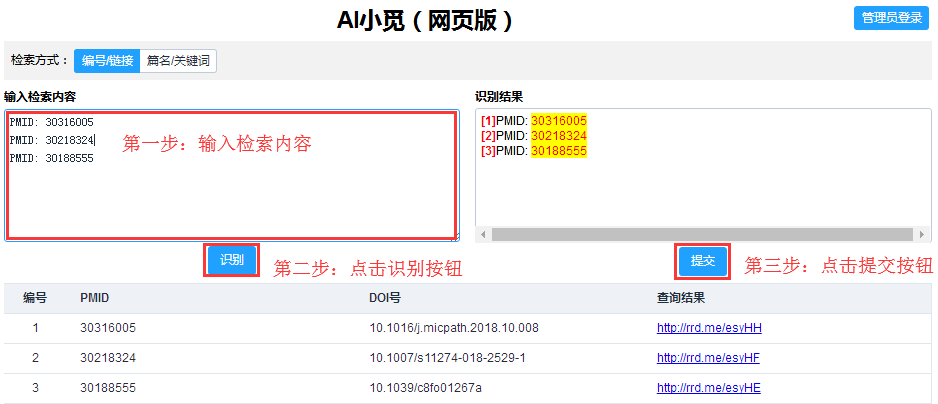 AI小觅（网页版）
管理员登录
检索方式： 编号/链接 篇名/关键词
输入检索内容
识别结果
PMID: 30316005
PMID: 30218324
PMID: 30188555
第一步：输入检索内容
[1]PMID: 30316005
[2]PMID: 30218324
[3]PMID: 30188555
识别
第二步：点击识别按钮
提交
第三步：点击提交按钮
编号 PMID DOI号 查询结果
1 30316005 10.1016/j.micpath.2018.10.008 http://rrd.me/esyHH
2 30218324 10.1007/s11274-018-2529-1 http://rrd.me/esyHF
3 30188555 10.1039/c8fo01267a http://rrd.me/esyHE